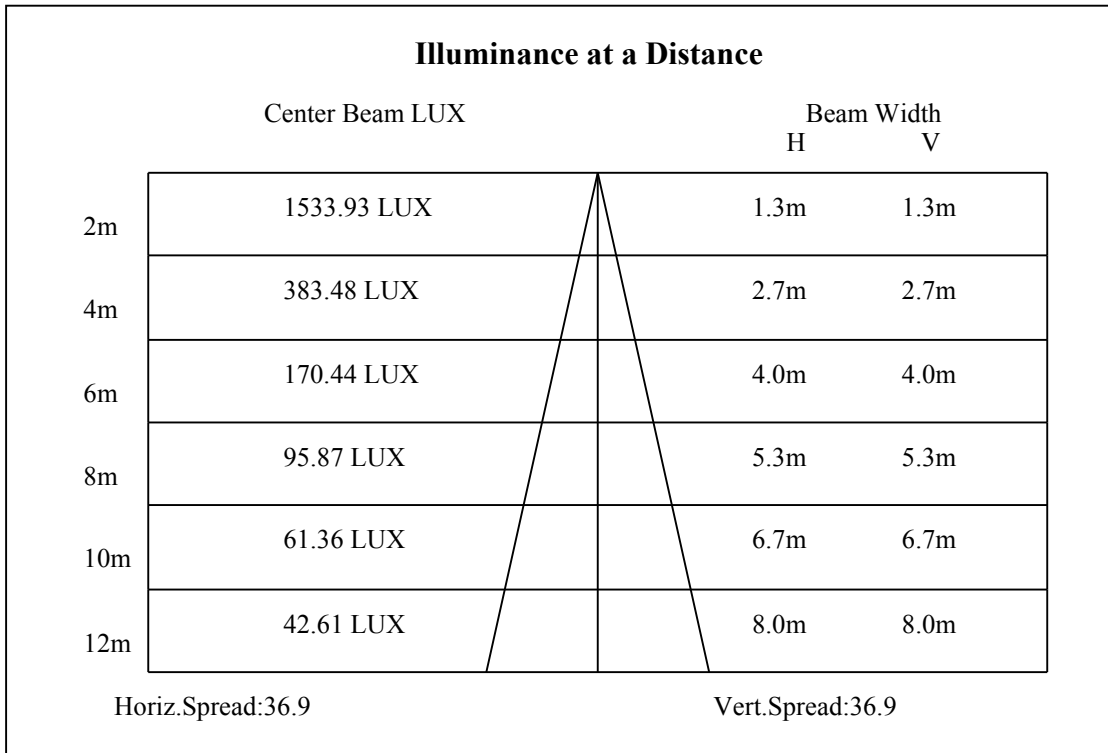 Illuminance at a Distance
Center Beam LUX Beam Width
H V
2m 1533.93 LUX 1.3m 1.3m
4m 383.48 LUX 2.7m 2.7m
6m 170.44 LUX 4.0m 4.0m
8m 95.87 LUX 5.3m 5.3m
10m 61.36 LUX 6.7m 6.7m
12m 42.61 LUX 8.0m 8.0m
Horiz.Spread:36.9 Vert.Spread:36.9